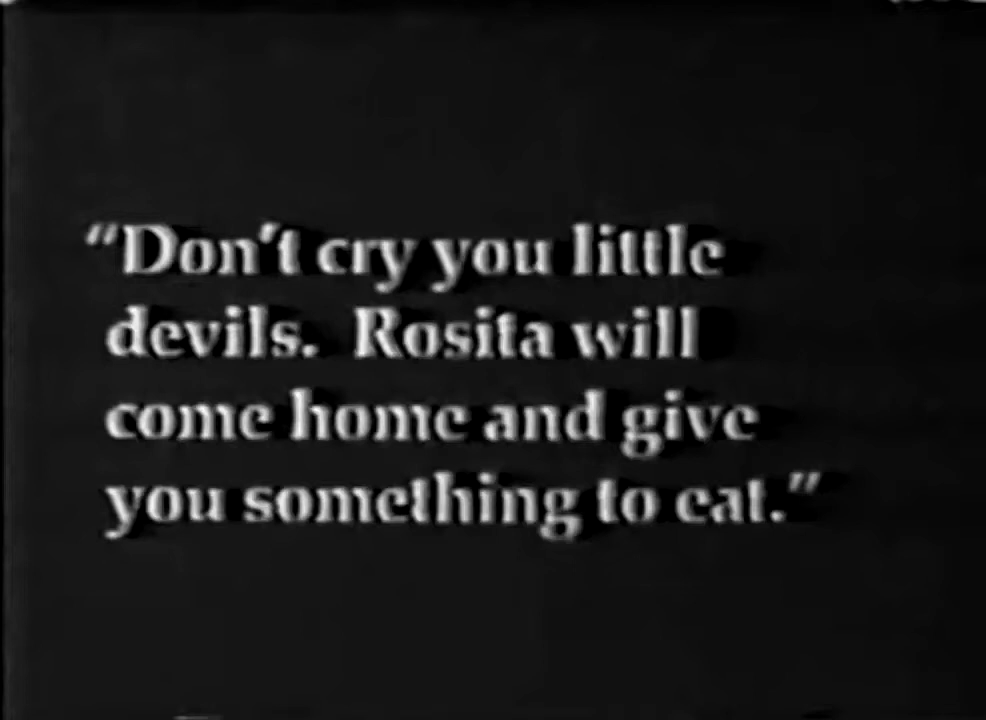 “Don't cry you little
devils. Rosita will
come home and give
you something to eat.”